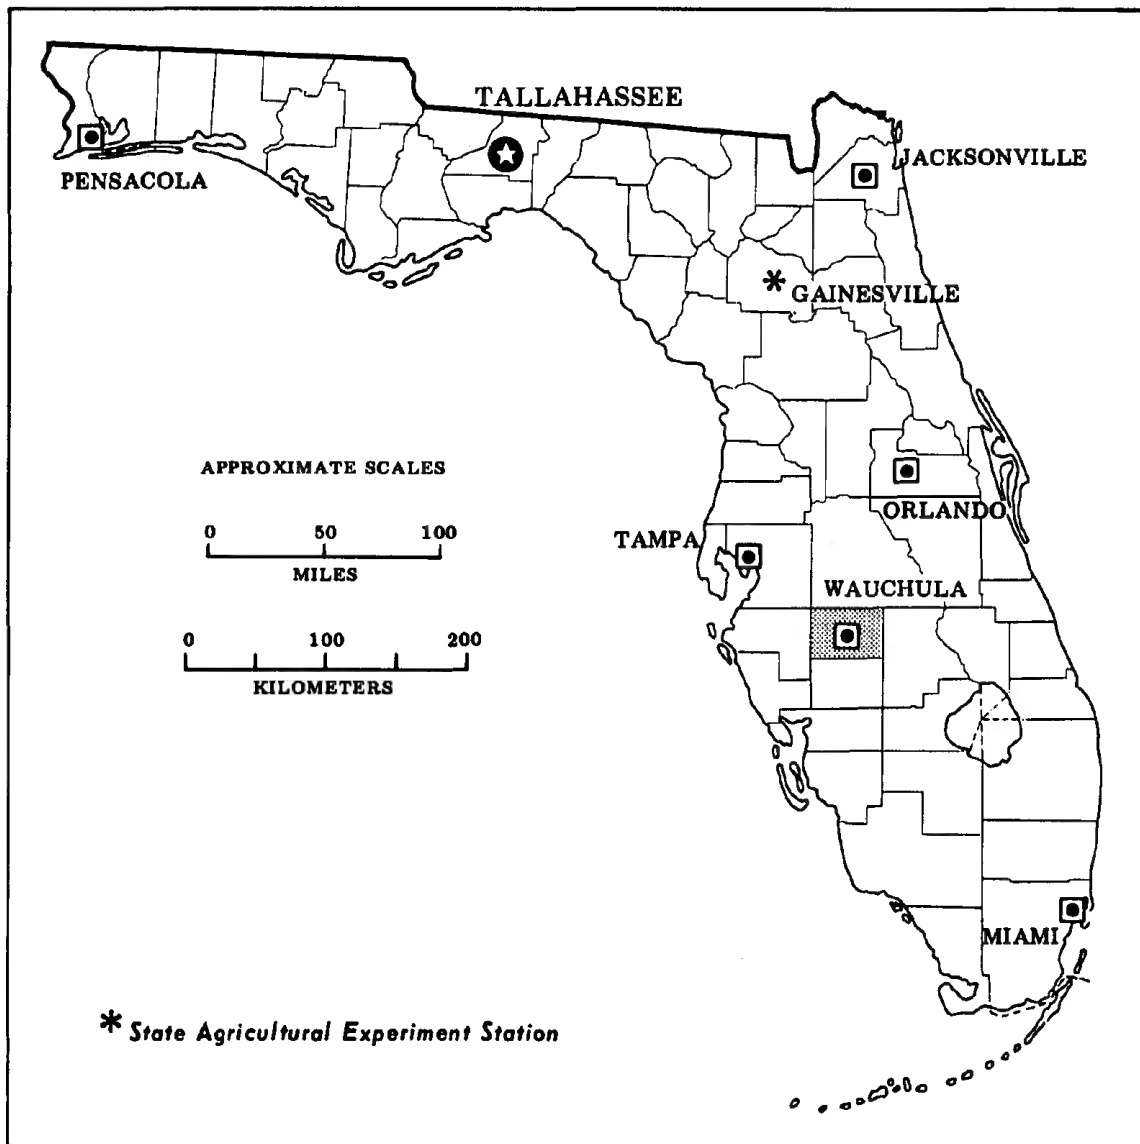 TALLAHASSEE
JACKSONVILLE
PENSACOLA
GAINESVILLE
APPROXIMATE SCALES
0 50 100
MILES
ORLANDO
TAMPA
WAUCHULA
0 100 200
KILOMETERS
MIAMI
* State Agricultural Experiment Station